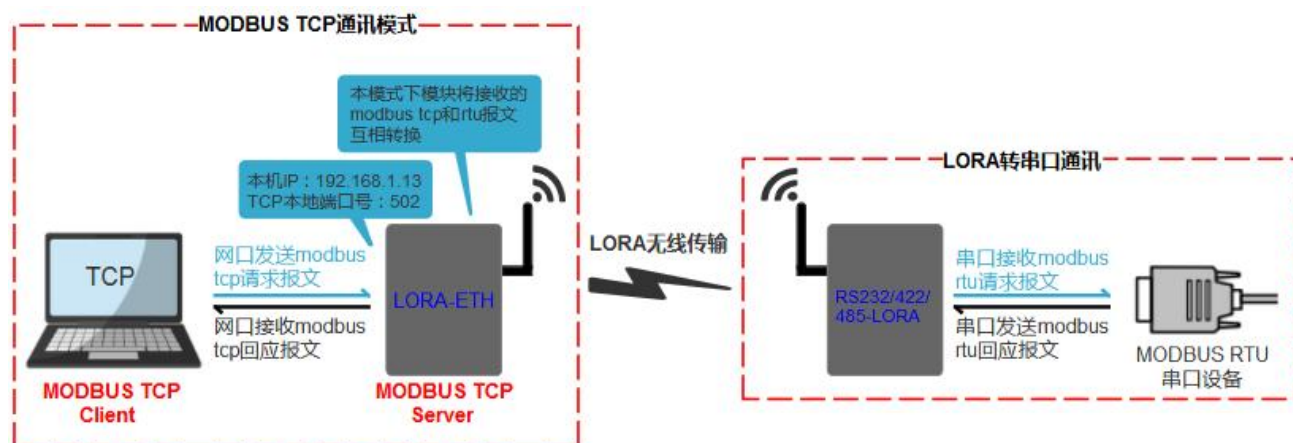 MODBUS TCP通讯模式
本模式下模块将接收的
modbus tcp和rtu报文
互相转换
本机IP：192.168.1.13
TCP本地端口号：502
TCP
网口发送modbus
tcp请求报文
网口接收modbus
tcp回应报文
LORA-ETH
MODBUS TCP
Client
MODBUS TCP
Server
LORA无线传输
LORA转串口通讯
RS232/422/
485-LORA
串口接收modbus
rtu请求报文
串口发送modbus
rtu回应报文
MODBUS RTU
串口设备